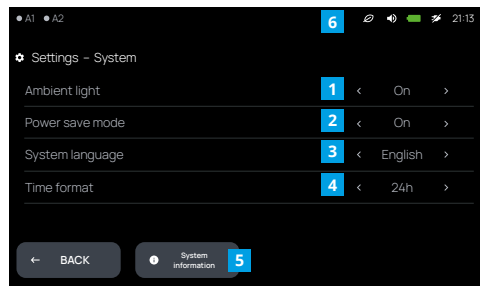 A1 A2 6 21:13
Settings – System
Ambient light 1 < On >
Power save mode 2 < On >
System language 3 < English >
Time format 4 < 24h >
← BACK
System
information 5